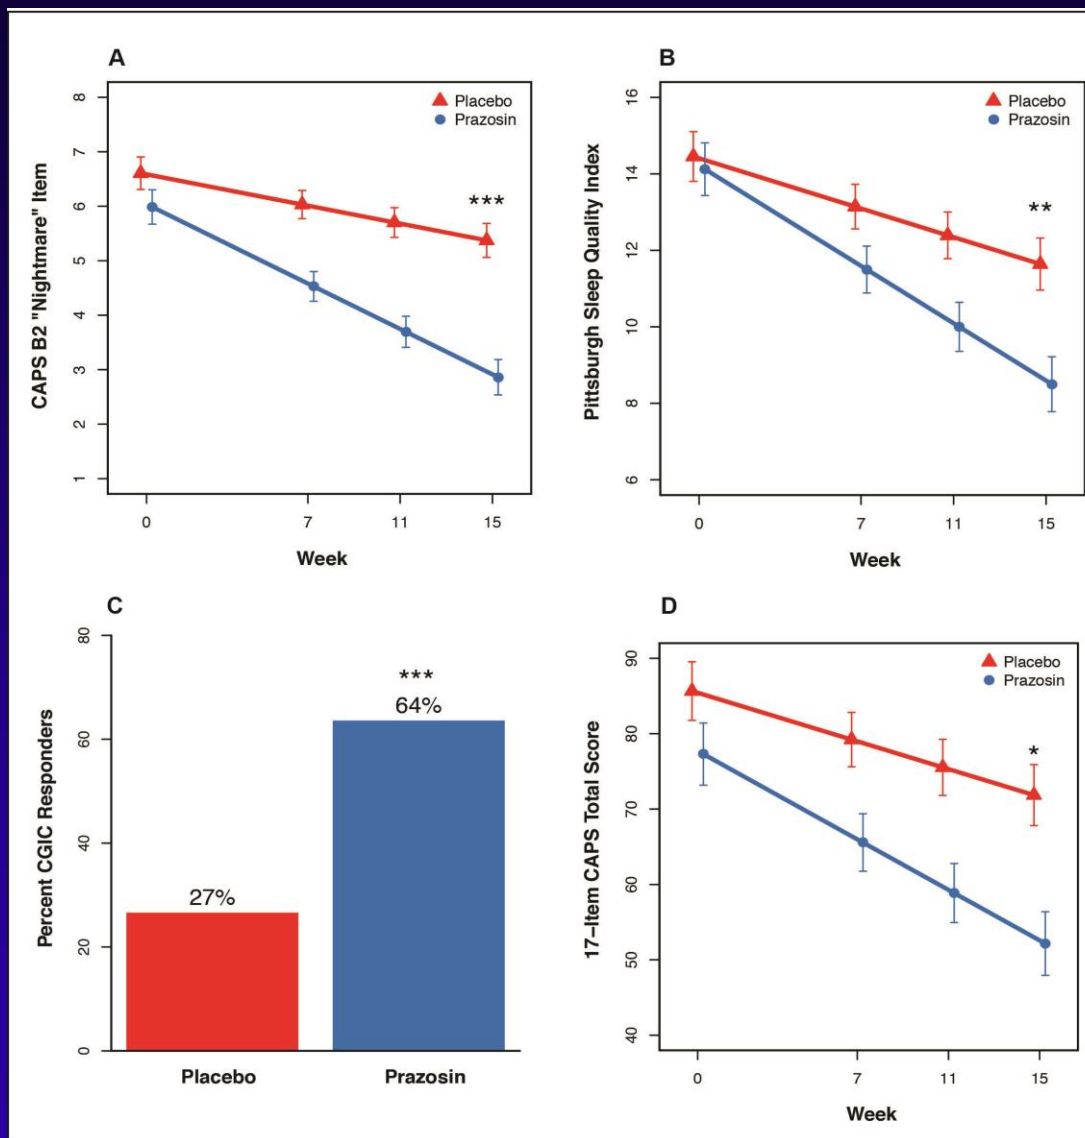 A
8
7
6
5
4
3
2
1
CAPS B2 "Nightmare" Item
Placebo
Prazosin
***
0 7 11 15
Week
B
16
14
12
10
8
6
Pittsburgh Sleep Quality Index
Placebo
Prazosin
**
0 7 11 15
Week
C
80
60
40
20
0
Percent CGIC Responders
27%
***
64%
Placebo Prazosin
D
90
80
70
60
50
40
17–Item CAPS Total Score
Placebo
Prazosin
*
0 7 11 15
Week